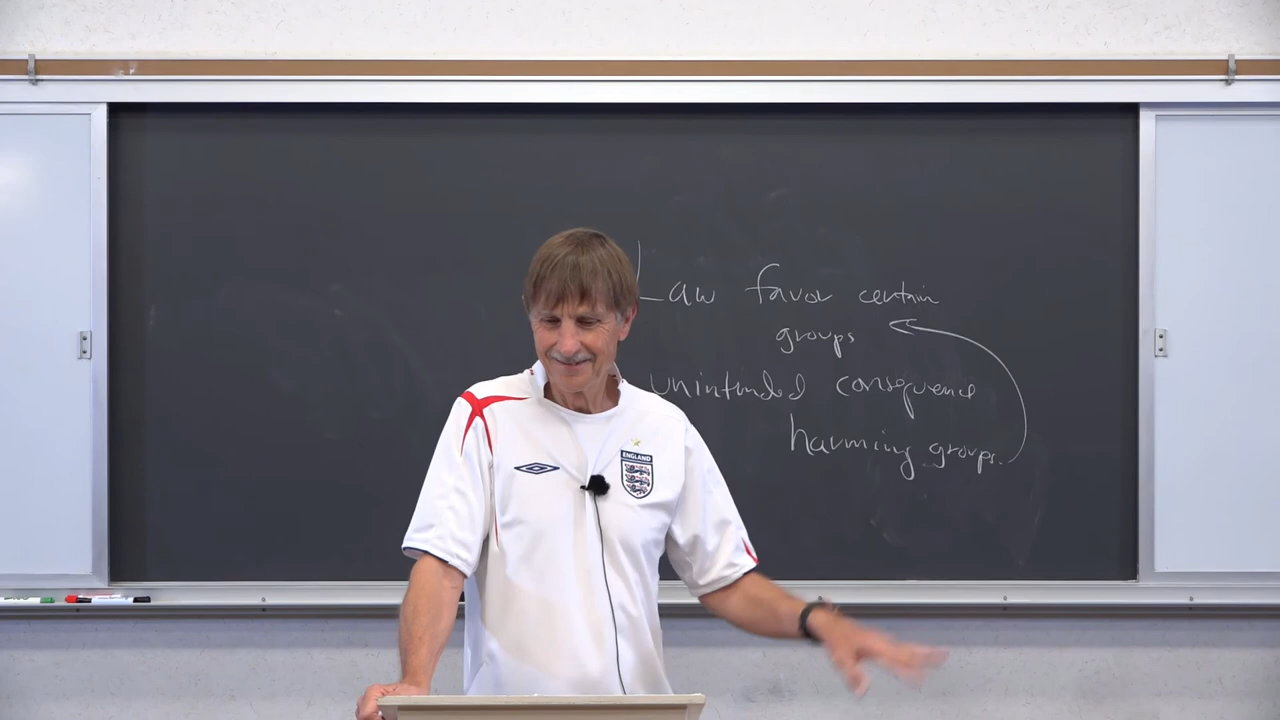 Law favor certain
groups
unintended consequence
harming groups.
ENGLAND